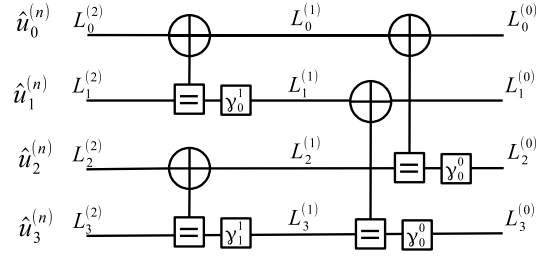 û₀⁽ⁿ⁾ L₀⁽²⁾ L₀⁽¹⁾ L₀⁽⁰⁾
û₁⁽ⁿ⁾ L₁⁽²⁾ = γ₀¹ L₁⁽¹⁾ L₁⁽⁰⁾
û₂⁽ⁿ⁾ L₂⁽²⁾ L₂⁽¹⁾ = γ₀⁰ L₂⁽⁰⁾
û₃⁽ⁿ⁾ L₃⁽²⁾ = γ₁¹ L₃⁽¹⁾ = γ₀⁰ L₃⁽⁰⁾